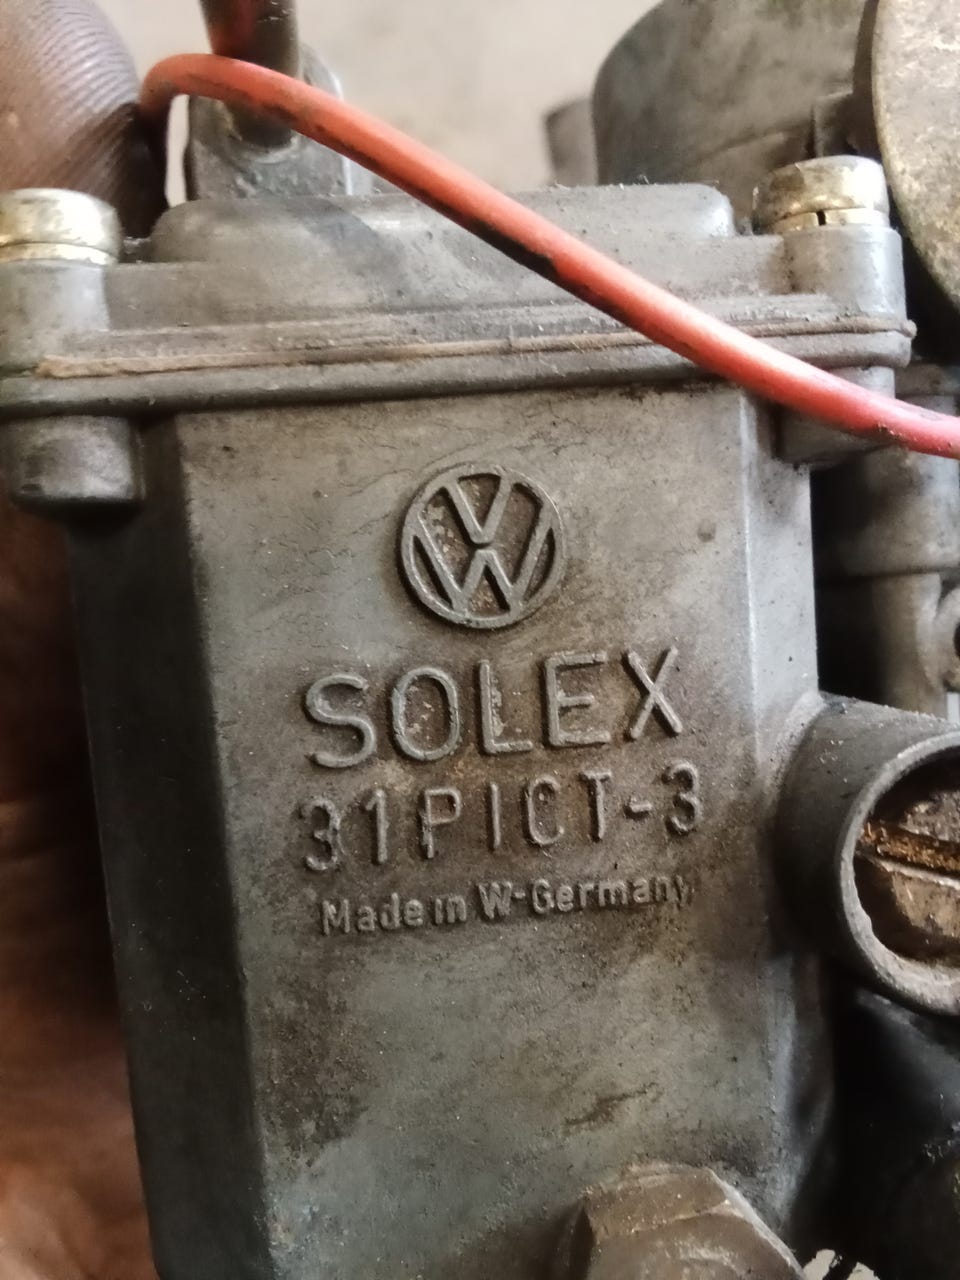 VW
SOLEX
31PICT-3
Made in W-Germany